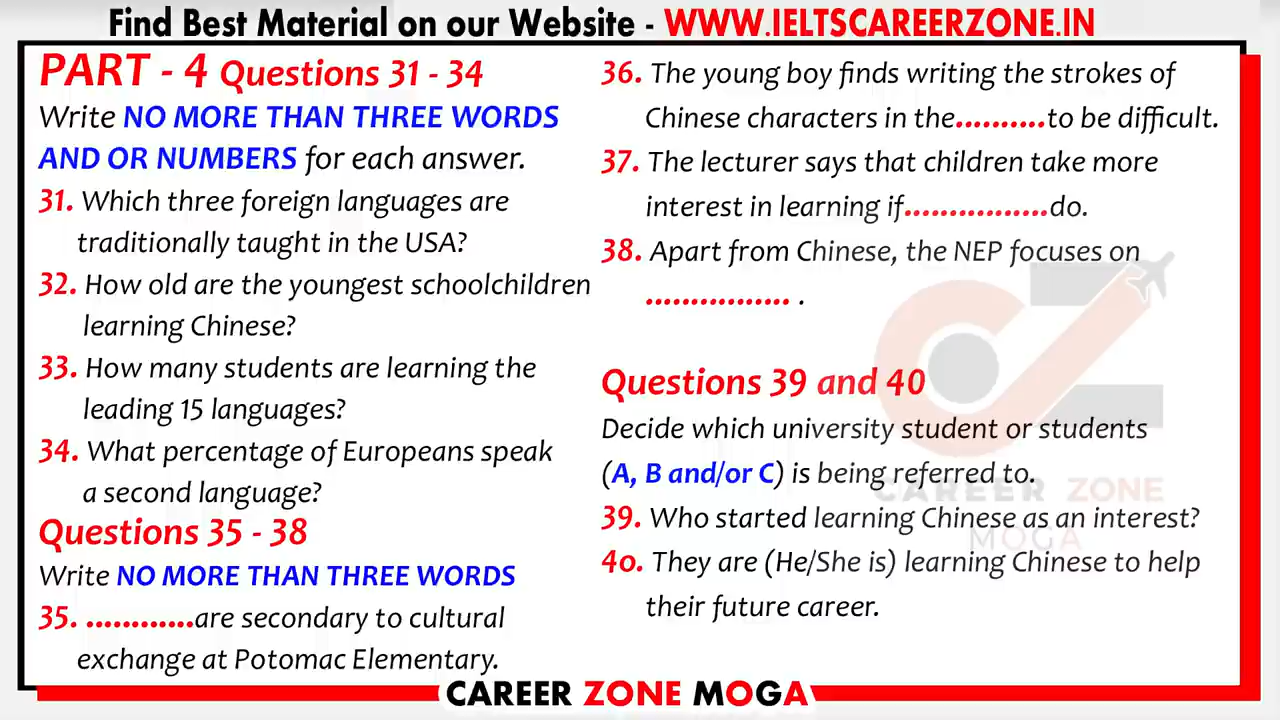 Find Best Material on our Website - WWW.IELTSCAREERZONE.IN
PART - 4 Questions 31 - 34
Write NO MORE THAN THREE WORDS
AND OR NUMBERS for each answer.
31. Which three foreign languages are
traditionally taught in the USA?
32. How old are the youngest schoolchildren
learning Chinese?
33. How many students are learning the
leading 15 languages?
34. What percentage of Europeans speak
a second language?
Questions 35 - 38
Write NO MORE THAN THREE WORDS
35. ............are secondary to cultural
exchange at Potomac Elementary.
36. The young boy finds writing the strokes of
Chinese characters in the..........to be difficult.
37. The lecturer says that children take more
interest in learning if................do.
38. Apart from Chinese, the NEP focuses on
................ .
Questions 39 and 40
Decide which university student or students
(A, B and/or C) is being referred to.
39. Who started learning Chinese as an interest?
40. They are (He/She is) learning Chinese to help
their future career.
CAREER ZONE
MOGA
CAREER ZONE MOGA